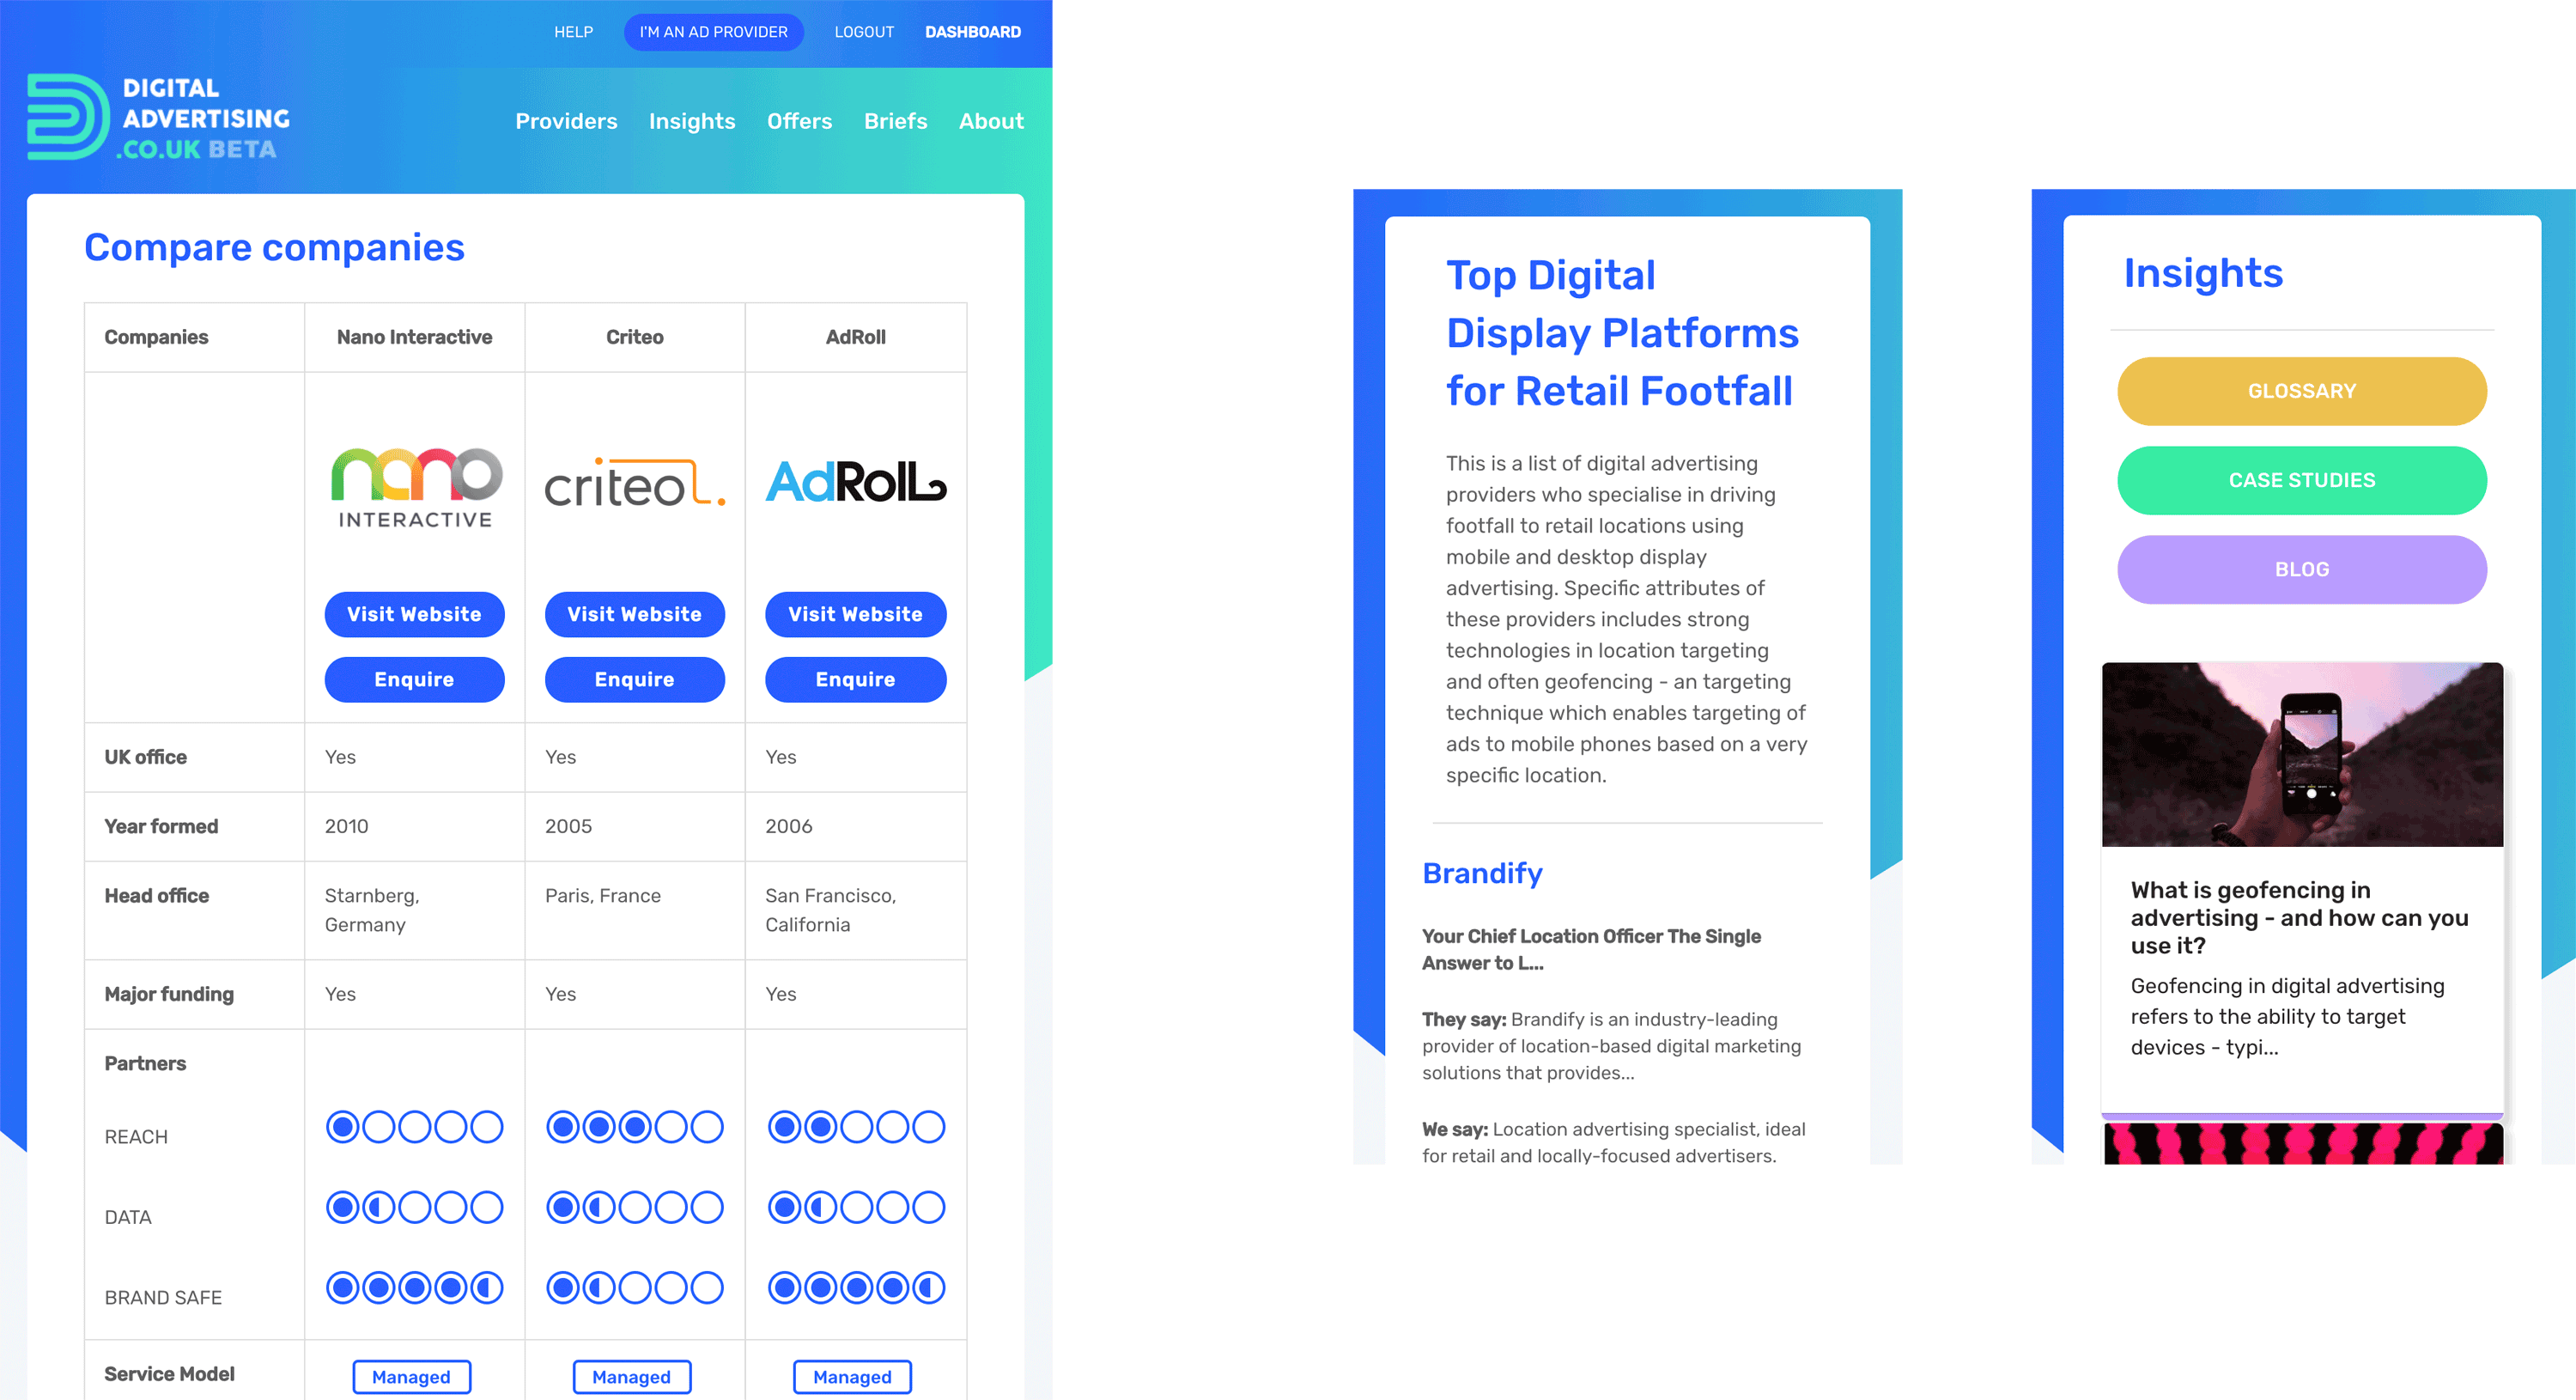 HELP I'M AN AD PROVIDER LOGOUT DASHBOARD
DIGITAL
ADVERTISING
.CO.UK BETA
Providers Insights Offers Briefs About
Compare companies
Companies Nano Interactive Criteo AdRoll
nano
INTERACTIVE
criteo
AdRoll
Visit Website Visit Website Visit Website
Enquire Enquire Enquire
UK office Yes Yes Yes
Year formed 2010 2005 2006
Head office Starnberg, Paris, France San Francisco,
Germany California
Major funding Yes Yes Yes
Partners
REACH
DATA
BRAND SAFE
Service Model Managed Managed Managed
Top Digital
Display Platforms
for Retail Footfall
This is a list of digital advertising
providers who specialise in driving
footfall to retail locations using
mobile and desktop display
advertising. Specific attributes of
these providers includes strong
technologies in location targeting
and often geofencing - an targeting
technique which enables targeting of
ads to mobile phones based on a very
specific location.
Brandify
Your Chief Location Officer The Single
Answer to L...
They say: Brandify is an industry-leading
provider of location-based digital marketing
solutions that provides...
We say: Location advertising specialist, ideal
for retail and locally-focused advertisers.
Insights
GLOSSARY
CASE STUDIES
BLOG
What is geofencing in
advertising - and how can you
use it?
Geofencing in digital advertising
refers to the ability to target
devices - typi...